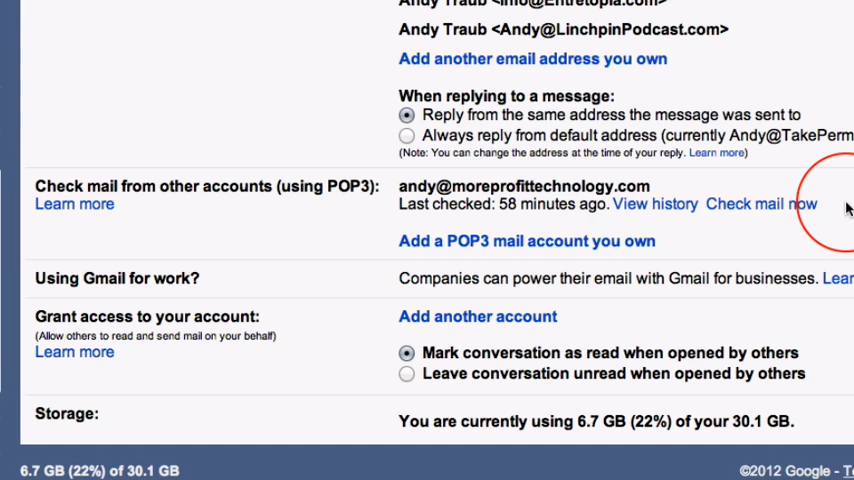 Andy Traub <info@Entretopia.com>
Andy Traub <Andy@LinchpinPodcast.com>
Add another email address you own
When replying to a message:
Reply from the same address the message was sent to
Always reply from default address (currently Andy@TakePerm
(Note: You can change the address at the time of your reply. Learn more)
Check mail from other accounts (using POP3):
Learn more
andy@moreprofittechnology.com
Last checked: 58 minutes ago. View history Check mail now
Add a POP3 mail account you own
Using Gmail for work?
Companies can power their email with Gmail for businesses. Lear
Grant access to your account:
(Allow others to read and send mail on your behalf)
Learn more
Add another account
Mark conversation as read when opened by others
Leave conversation unread when opened by others
Storage:
You are currently using 6.7 GB (22%) of your 30.1 GB.
6.7 GB (22%) of 30.1 GB
©2012 Google - Te